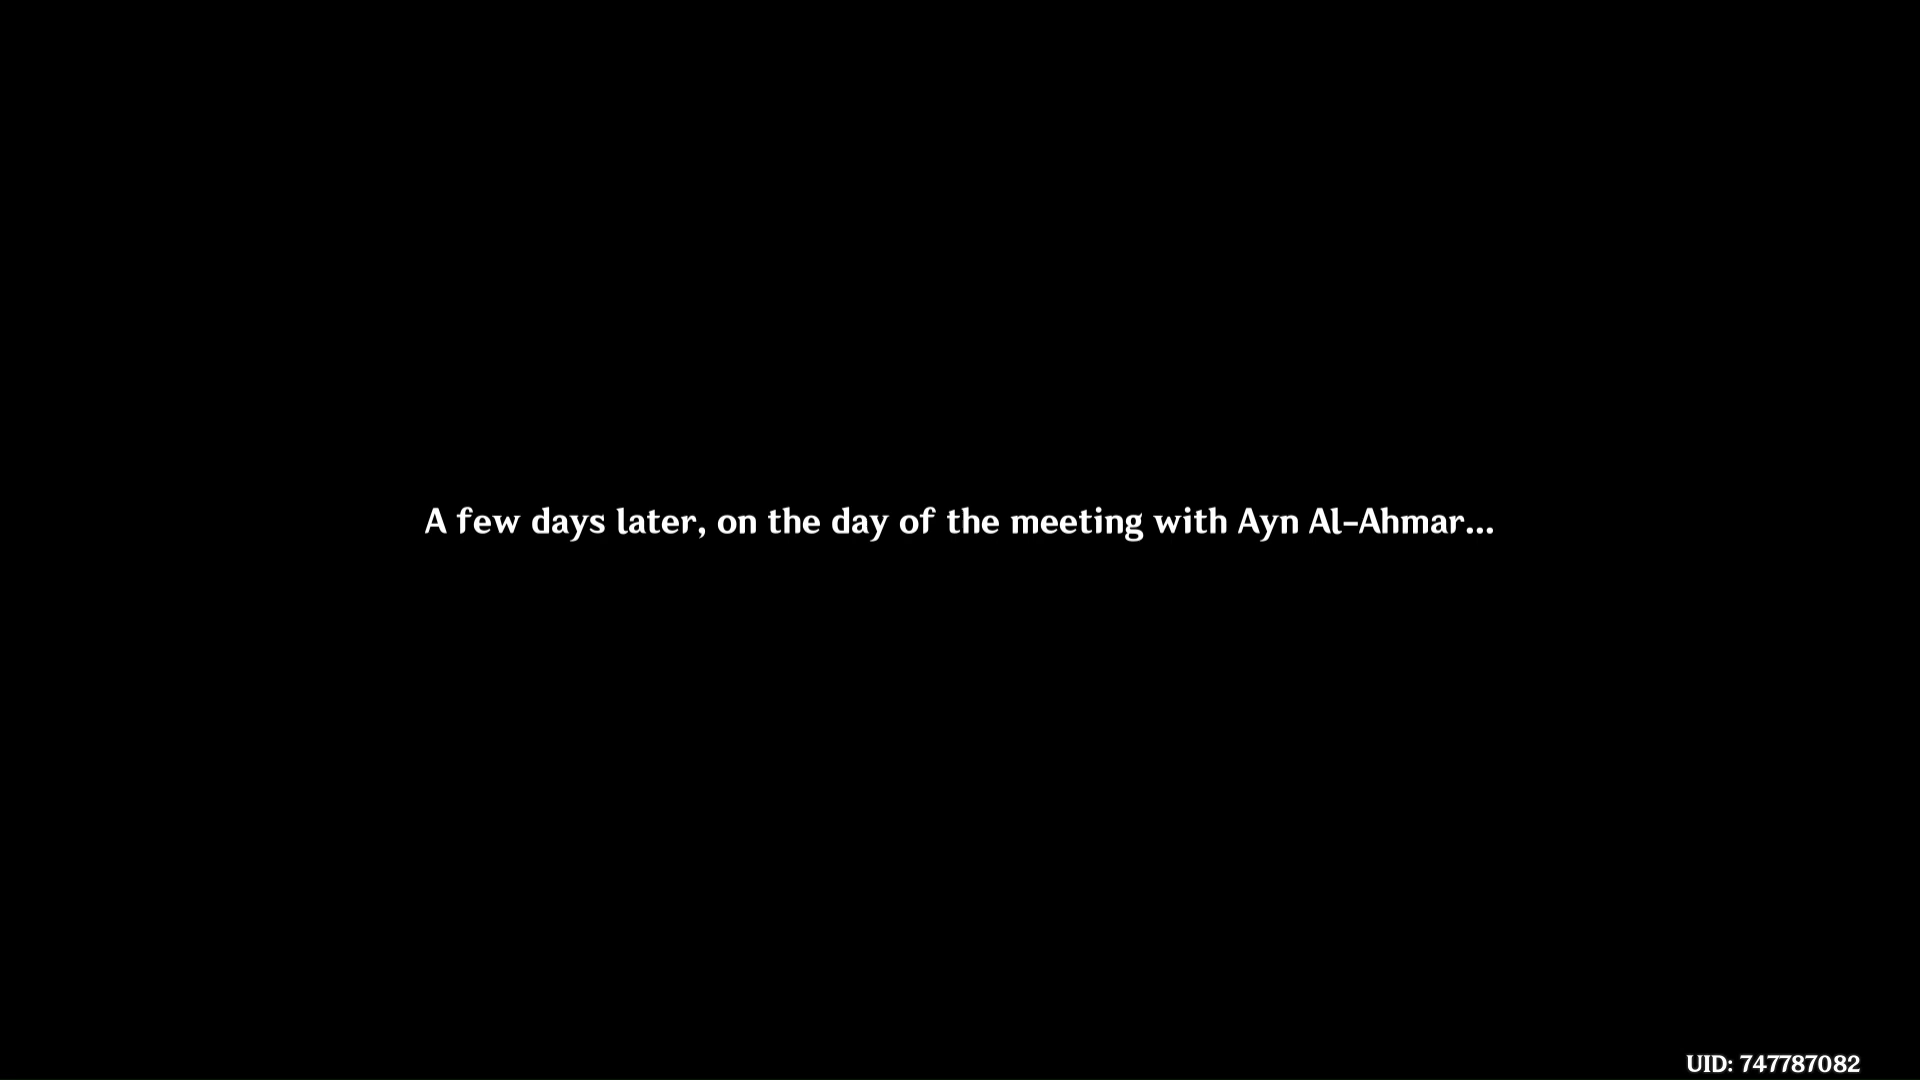 A few days later, on the day of the meeting with Ayn Al-Ahmar...
UID: 747787082